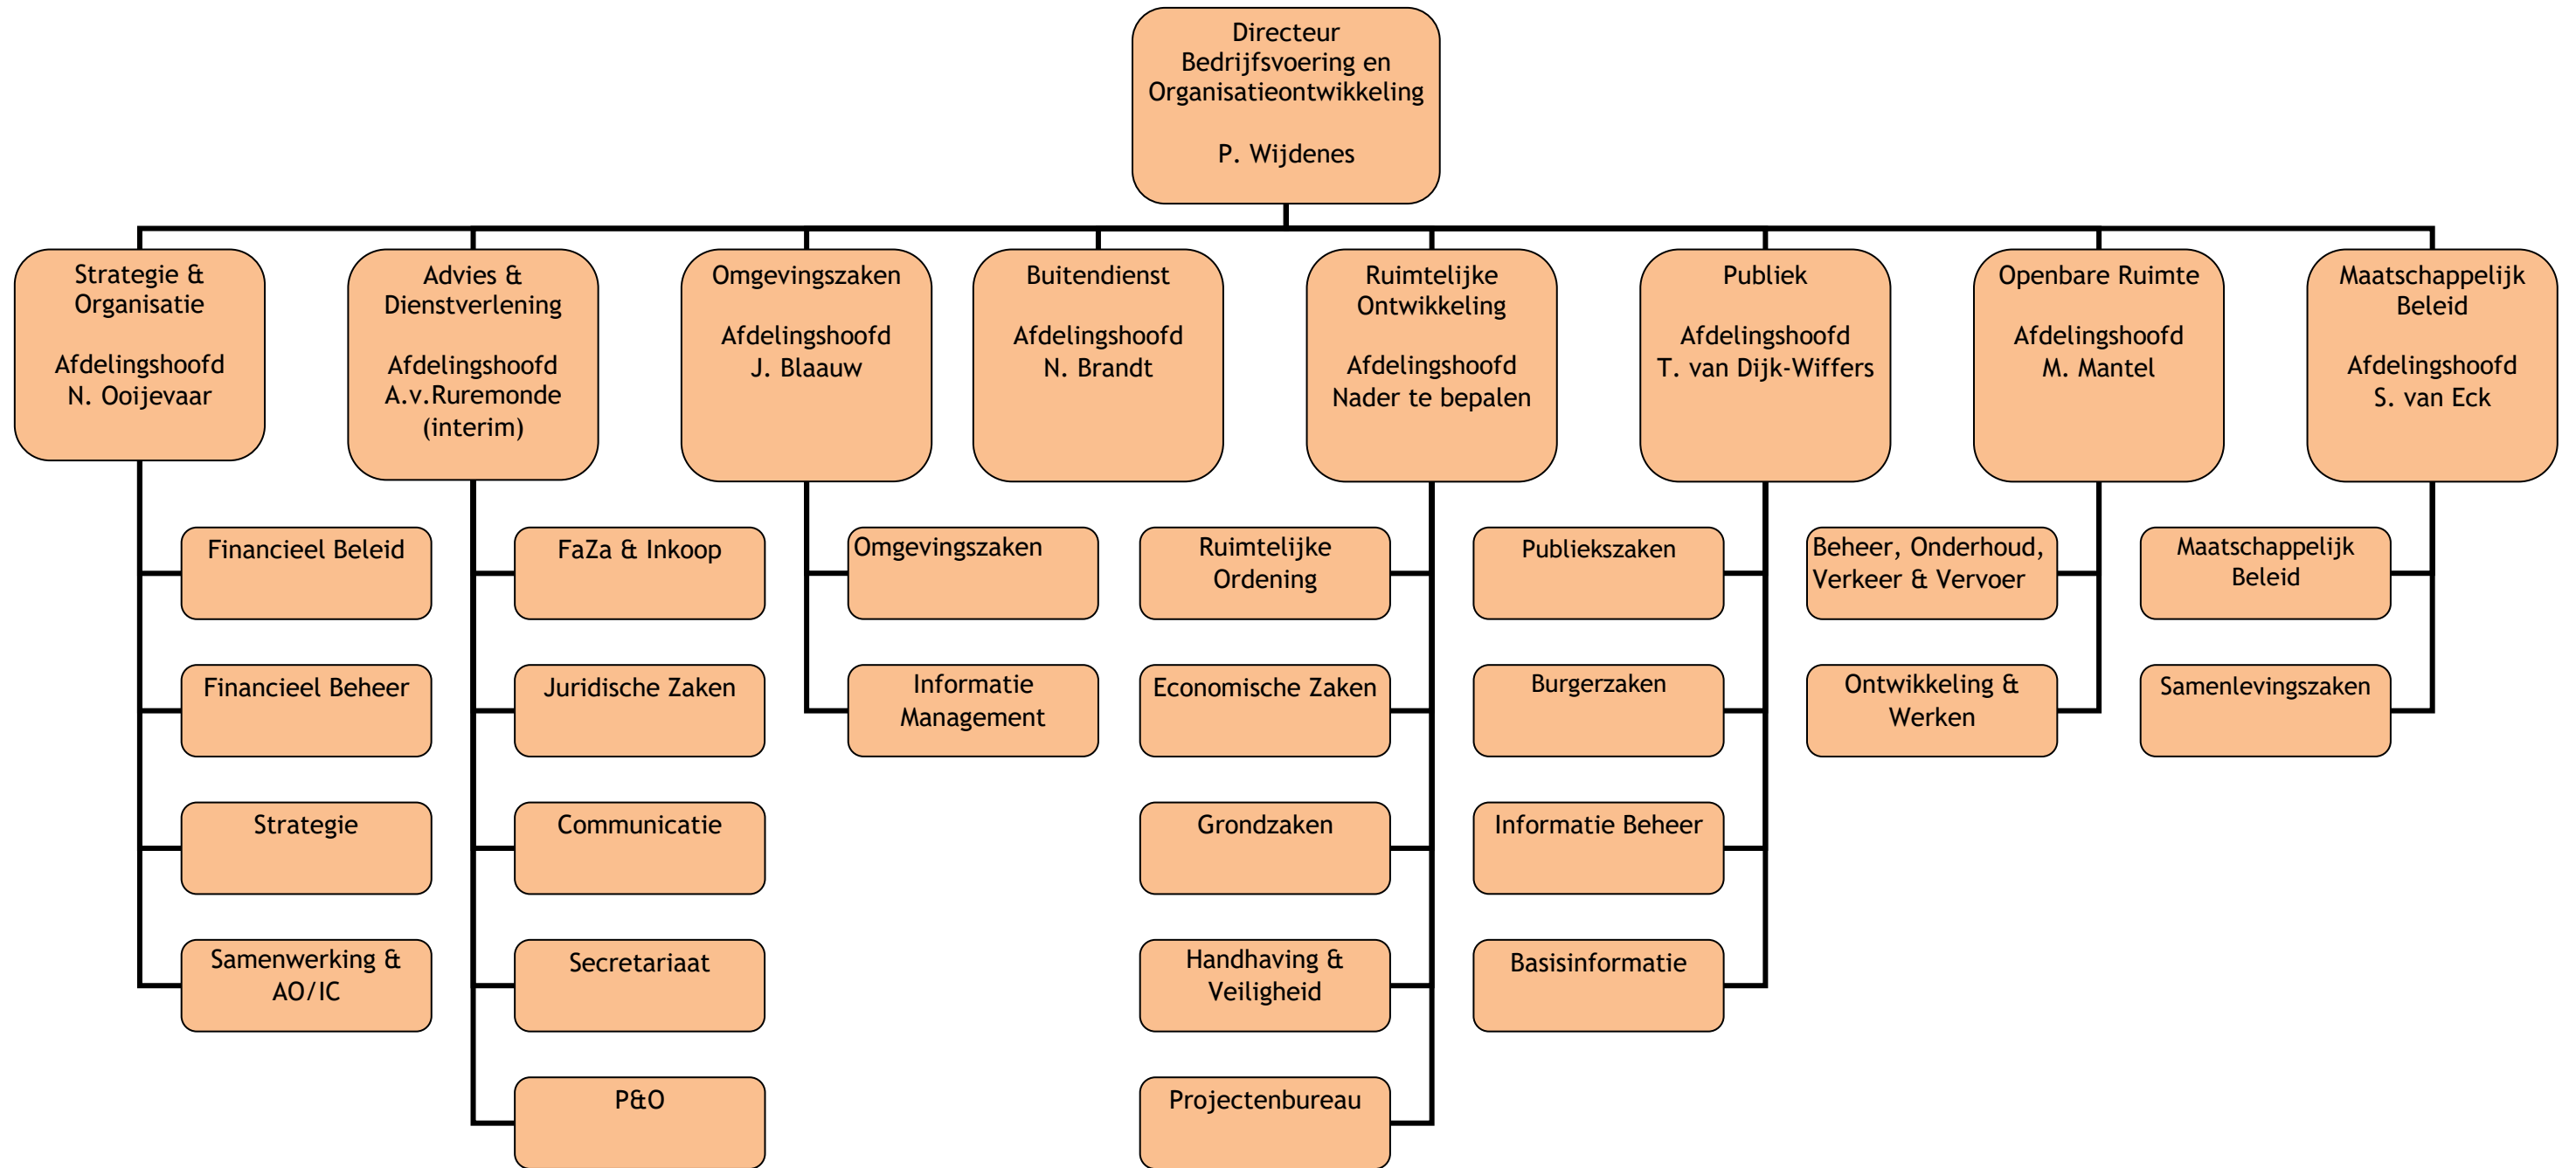 Directeur
Bedrijfsvoering en
Organisatieontwikkeling
P. Wijdenes
Strategie &
Organisatie
Afdelingshoofd
N. Ooijevaar
Advies &
Dienstverlening
Afdelingshoofd
A.v.Ruremonde
(interim)
Omgevingszaken
Afdelingshoofd
J. Blaauw
Buitendienst
Afdelingshoofd
N. Brandt
Ruimtelijke
Ontwikkeling
Afdelingshoofd
Nader te bepalen
Publiek
Afdelingshoofd
T. van Dijk-Wiffers
Openbare Ruimte
Afdelingshoofd
M. Mantel
Maatschappelijk
Beleid
Afdelingshoofd
S. van Eck
Financieel Beleid
Financieel Beheer
Strategie
Samenwerking &
AO/IC
FaZa & Inkoop
Juridische Zaken
Communicatie
Secretariaat
P&O
Omgevingszaken
Informatie
Management
Ruimtelijke
Ordening
Economische Zaken
Grondzaken
Handhaving &
Veiligheid
Projectenbureau
Publiekszaken
Burgerzaken
Informatie Beheer
Basisinformatie
Beheer, Onderhoud,
Verkeer & Vervoer
Ontwikkeling &
Werken
Maatschappelijk
Beleid
Samenlevingszaken